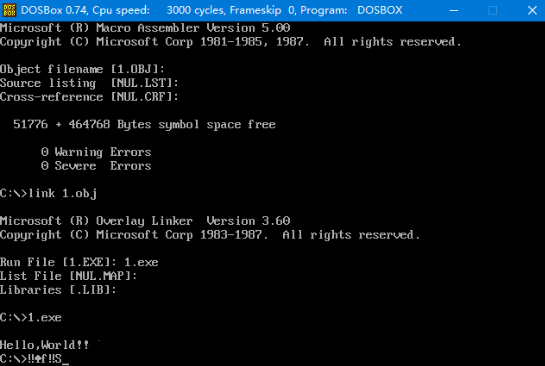 DOSBox 0.74, Cpu speed: 3000 cycles, Frameskip 0, Program: DOSBOX
Microsoft (R) Macro Assembler Version 5.00
Copyright (C) Microsoft Corp 1981-1985, 1987. All rights reserved.
Object filename [1.OBJ]:
Source listing [NUL.LST]:
Cross-reference [NUL.CRF]:
51776 + 464768 Bytes symbol space free
0 Warning Errors
0 Severe Errors
C:\>link 1.obj
Microsoft (R) Overlay Linker Version 3.60
Copyright (C) Microsoft Corp 1983-1987. All rights reserved.
Run File [1.EXE]: 1.exe
List File [NUL.MAP]:
Libraries [.LIB]:
C:\>1.exe
Hello,World!!
C:\>‼♠f‼S_